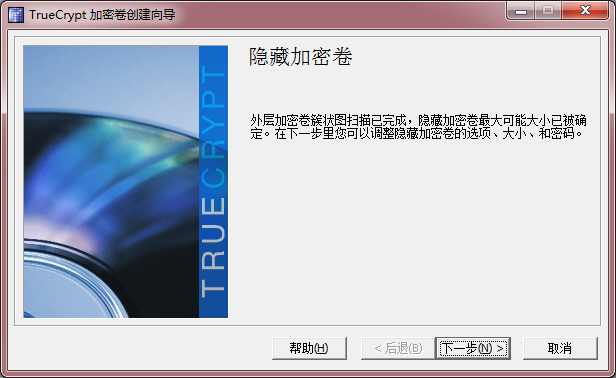 TrueCrypt 加密卷创建向导
隐藏加密卷
外层加密卷簇状图扫描已完成，隐藏加密卷最大可能大小已被确
定。在下一步里您可以调整隐藏加密卷的选项、大小、和密码。
TRUECRYPT
帮助(H)
< 后退(B)
下一步(N) >
取消